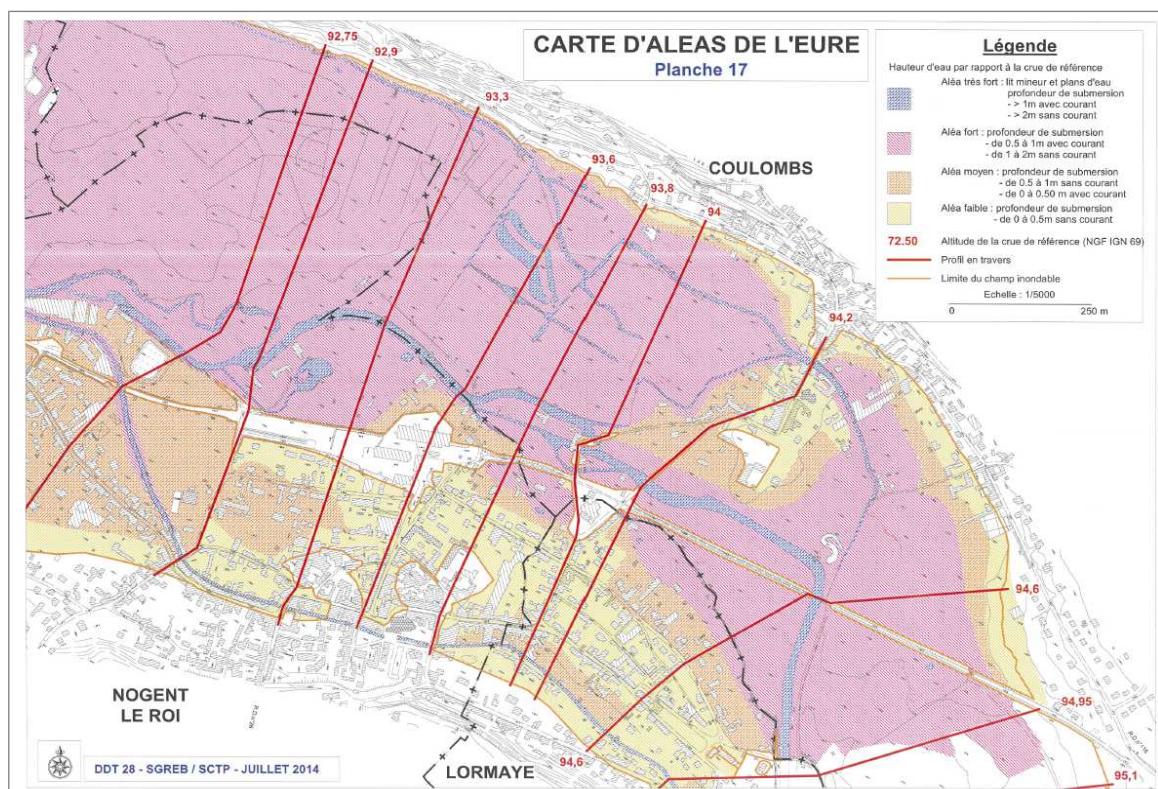 CARTE D'ALEAS DE L'EURE
Planche 17
Légende
Hauteur d'eau par rapport à la crue de référence
Aléa très fort : lit mineur et plans d'eau
profondeur de submersion
- > 1m avec courant
- > 2m sans courant
Aléa fort : profondeur de submersion
- de 0.5 à 1m avec courant
- de 1 à 2m sans courant
Aléa moyen : profondeur de submersion
- de 0.5 à 1m sans courant
- de 0 à 0.50 m avec courant
Aléa faible : profondeur de submersion
- de 0 à 0.5m sans courant
72.50 Altitude de la crue de référence (NGF IGN 69)
Profil en travers
Limite du champ inondable
Echelle : 1/5000
0 250 m
92,75
92,9
93,3
93,6
93,8
94
COULOMBS
94,2
94,6
94,95
95,1
94,6
NOGENT
LE ROI
LORMAYE
DDT 28 - SGREB / SCTP - JUILLET 2014